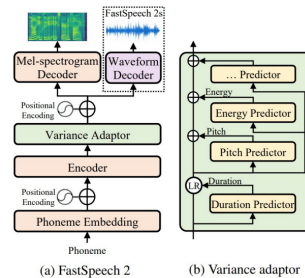 FastSpeech 2s
Mel-spectrogram
Decoder
Waveform
Decoder
Positional
Encoding
Variance Adaptor
Encoder
Positional
Encoding
Phoneme Embedding
Phoneme
(a) FastSpeech 2
... Predictor
Energy
Energy Predictor
Pitch
Pitch Predictor
LR
Duration
Duration Predictor
(b) Variance adaptor